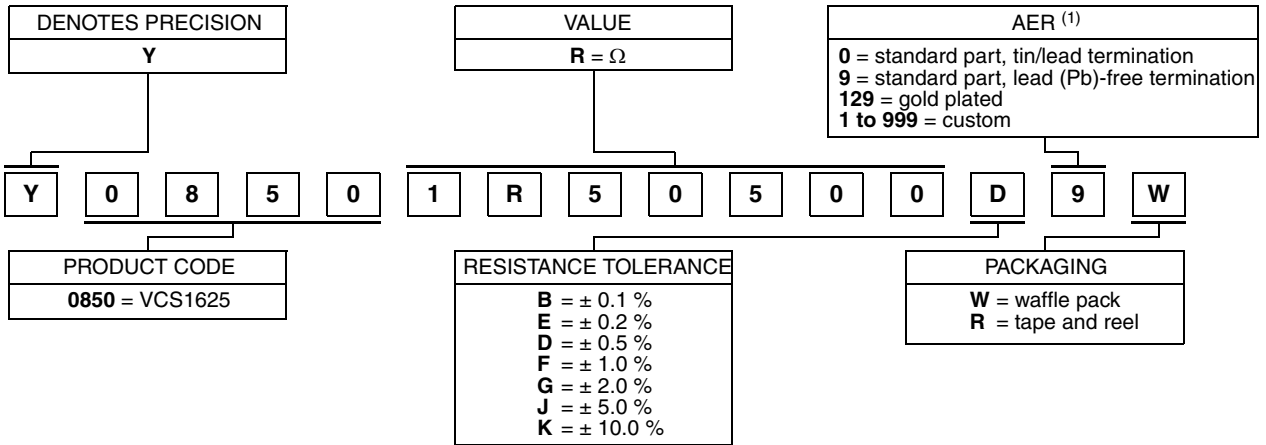 DENOTES PRECISION
Y
VALUE
R = Ω
AER (1)
0 = standard part, tin/lead termination
9 = standard part, lead (Pb)-free termination
129 = gold plated
1 to 999 = custom
Y 0 8 5 0 1 R 5 0 5 0 0 D 9 W
PRODUCT CODE
0850 = VCS1625
RESISTANCE TOLERANCE
B = ± 0.1 %
E = ± 0.2 %
D = ± 0.5 %
F = ± 1.0 %
G = ± 2.0 %
J = ± 5.0 %
K = ± 10.0 %
PACKAGING
W = waffle pack
R = tape and reel